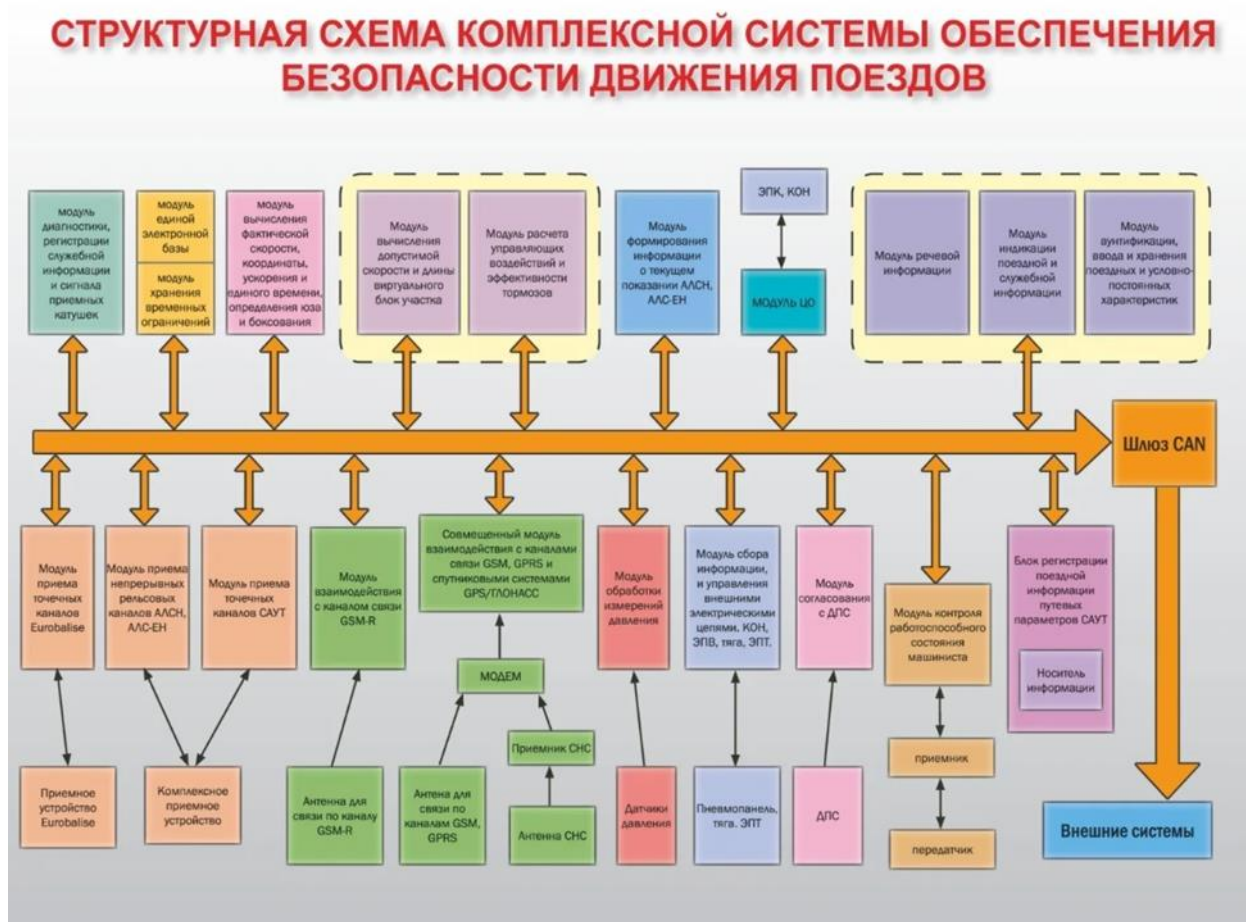 СТРУКТУРНАЯ СХЕМА КОМПЛЕКСНОЙ СИСТЕМЫ ОБЕСПЕЧЕНИЯ
БЕЗОПАСНОСТИ ДВИЖЕНИЯ ПОЕЗДОВ
модуль
диагностики,
регистрации
служебной
информации
и сигнала
приемных
катушек
модуль
единой
электронной
базы
модуль
хранения
временных
ограничений
модуль
вычисления
фактической
скорости,
координаты,
ускорения и
единого времени,
определения юза
и боксования
Модуль
вычисления
допустимой
скорости и длины
виртуального
блок участка
Модуль расчета
управляющих
воздействий и
эффективности
тормозов
Модуль
формирования
информации
о текущем
показании АЛСН,
АЛС-ЕН
ЭПК, КОН
МОДУЛЬ ЦО
Модуль речевой
информации
Модуль
индикации
поездной и
служебной
информации
Модуль
аунтификации,
ввода и хранения
поездных и условно-
постоянных
характеристик
Шлюз CAN
Модуль
приема
точечных
каналов
Eurobalise
Модуль приема
непрерывных
рельсовых
каналов АЛСН,
АЛС-ЕН
Модуль приема
точечных
каналов САУТ
Модуль
взаимодействия
с каналом связи
GSM-R
Совмещенный модуль
взаимодействия с каналами
связи GSM, GPRS и
спутниковыми системами
GPS/ГЛОНАСС
Модуль
обработки
измерений
давления
Модуль сбора
информации,
и управления
внешними
электрическими
цепями. КОН,
ЭПВ, тяга, ЭПТ.
Модуль
согласования
с ДПС
Модуль контроля
работоспособного
состояния
машиниста
Блок регистрации
поездной
информации
путевых
параметров САУТ
Носитель
информации
МОДЕМ
Приемник СНС
приемник
Приемное
устройство
Eurobalise
Комплексное
приемное
устройство
Антенна для
связи по каналу
GSM-R
Антена для
связи по
каналам GSM,
GPRS
Антенна СНС
Датчики
давления
Пневмопанель,
тяга. ЭПТ
ДПС
передатчик
Внешние системы